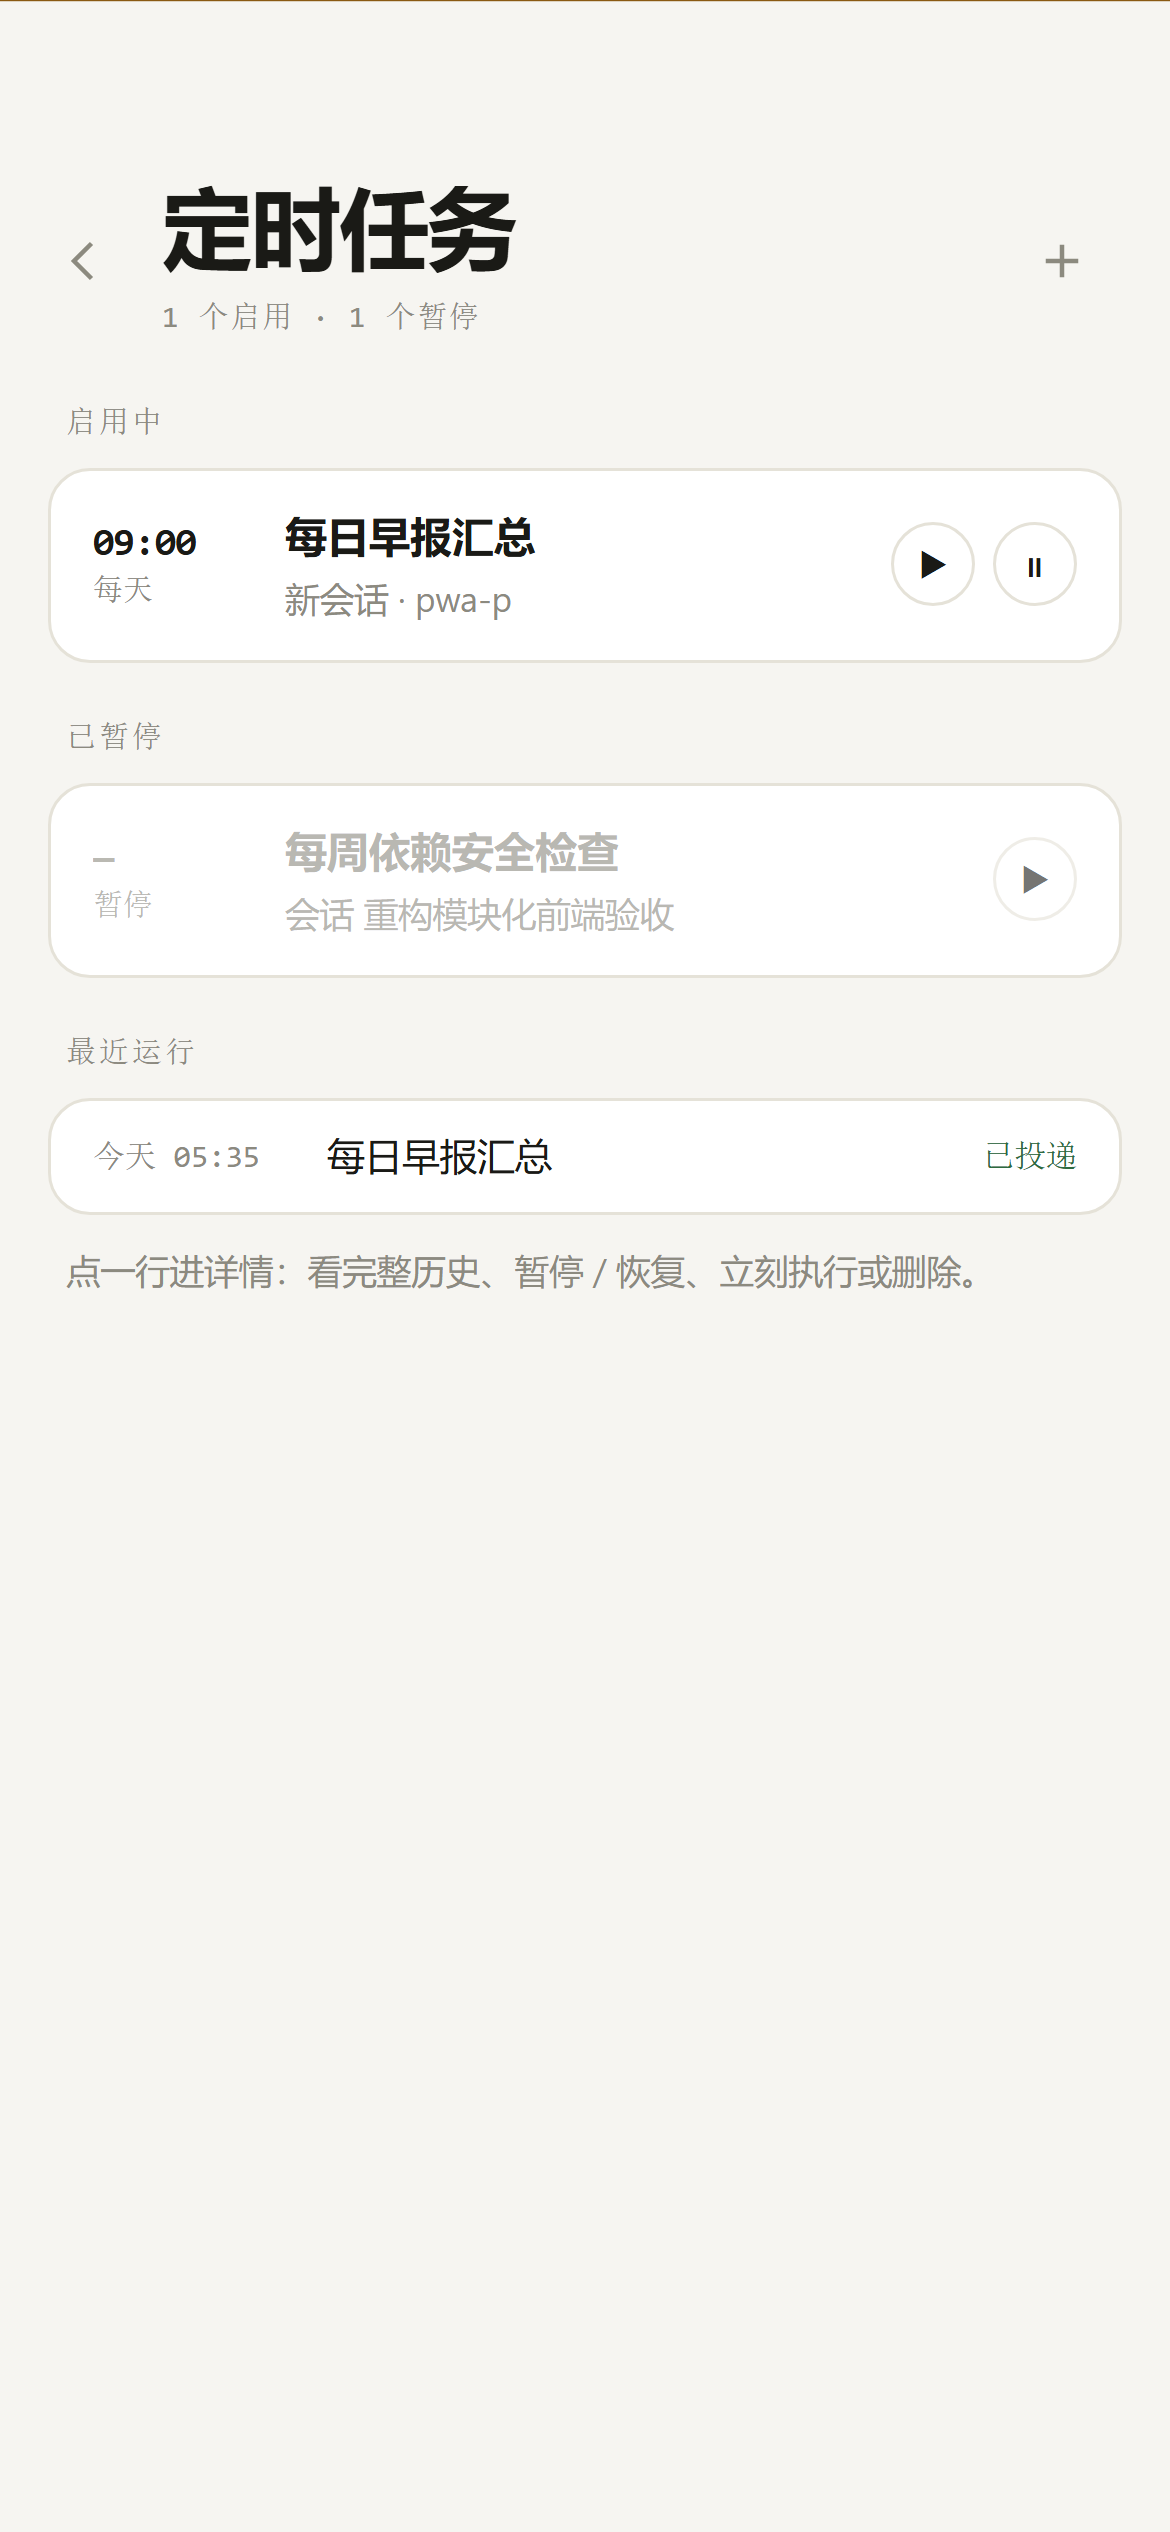 定时任务
1 个启用 · 1 个暂停
启用中
09:00
每天
每日早报汇总
新会话 · pwa-p
已暂停
—
暂停
每周依赖安全检查
会话 重构模块化前端验收
最近运行
今天 05:35 每日早报汇总 已投递
点一行进详情：看完整历史、暂停 / 恢复、立刻执行或删除。